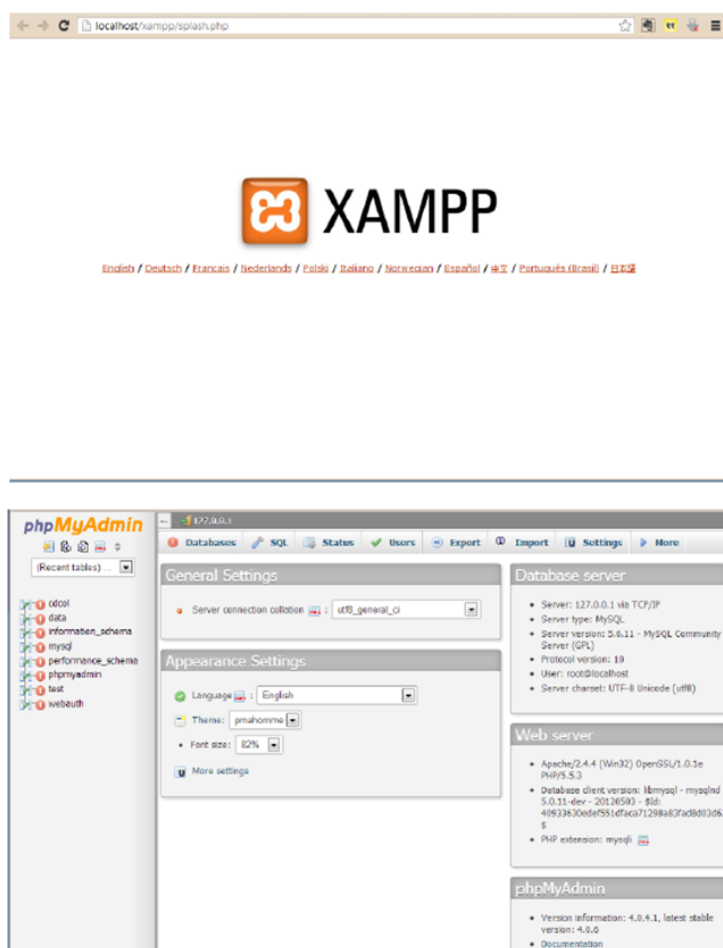 localhost/xampp/splash.php
XAMPP
English / Deutsch / Francais / Nederlands / Polski / Italiano / Norwegian / Español / 中文 / Português (Brasil) / 日本語
phpMyAdmin
(Recent tables) ...
cdcol
data
information_schema
mysql
performance_schema
phpmyadmin
test
webauth
127.0.0.1
Databases SQL Status Users Export Import Settings More
General Settings
Server connection collation : utf8_general_ci
Appearance Settings
Language : English
Theme: pmahomme
Font size: 82%
More settings
Database server
Server: 127.0.0.1 via TCP/IP
Server type: MySQL
Server version: 5.6.11 - MySQL Community
Server (GPL)
Protocol version: 10
User: root@localhost
Server charset: UTF-8 Unicode (utf8)
Web server
Apache/2.4.4 (Win32) OpenSSL/1.0.1e
PHP/5.5.3
Database client version: libmysql - mysqlnd
5.0.11-dev - 20120503 - $Id:
$
PHP extension: mysqli
phpMyAdmin
Version information: 4.0.4.1, latest stable
version: 4.0.6
Documentation